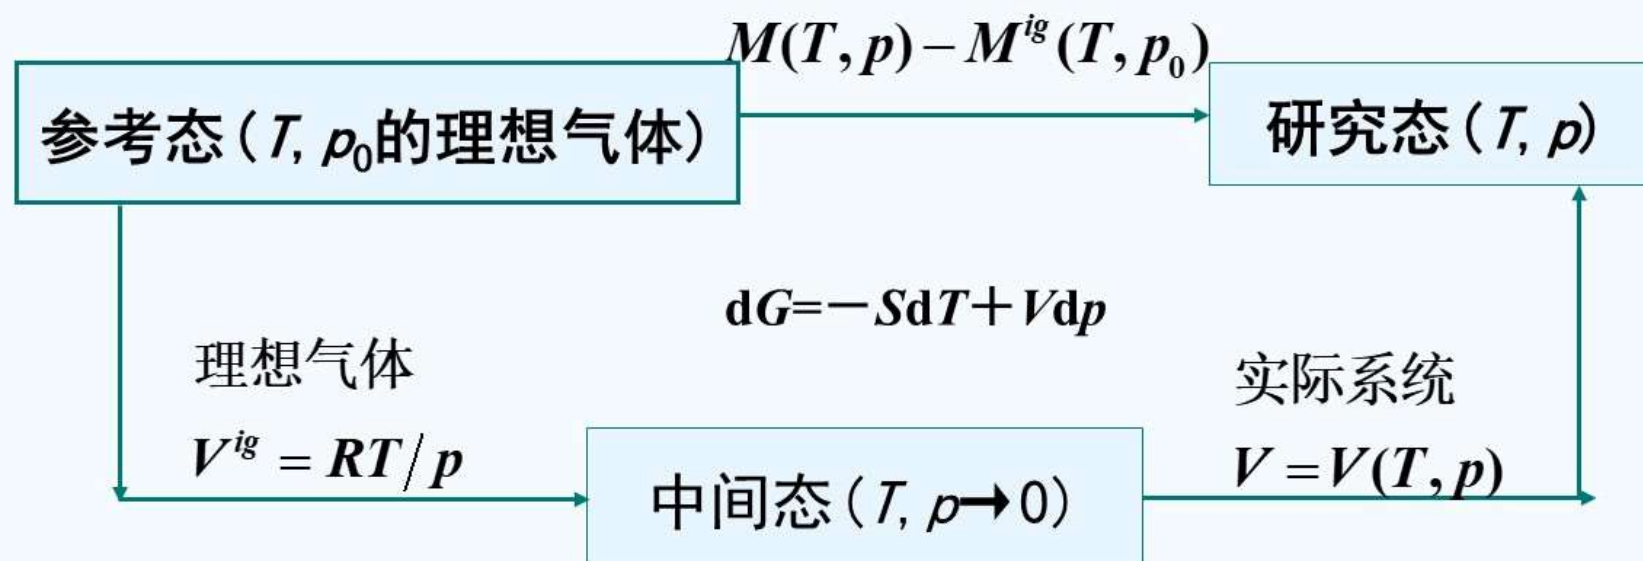 M(T, p) − M^{ig}(T, p₀)
参考态(T, p₀的理想气体)
研究态(T, p)
dG=－SdT＋Vdp
理想气体
V^{ig} = RT/p
实际系统
V = V(T, p)
中间态(T, p→0)